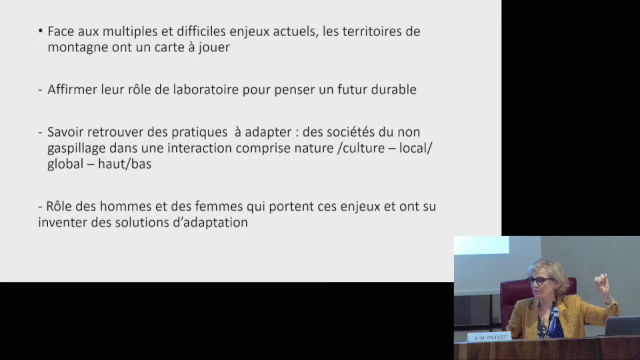 • Face aux multiples et difficiles enjeux actuels, les territoires de
montagne ont un carte à jouer
- Affirmer leur rôle de laboratoire pour penser un futur durable
- Savoir retrouver des pratiques à adapter : des sociétés du non
gaspillage dans une interaction comprise nature /culture – local/
global – haut/bas
- Rôle des hommes et des femmes qui portent ces enjeux et ont su
inventer des solutions d'adaptation